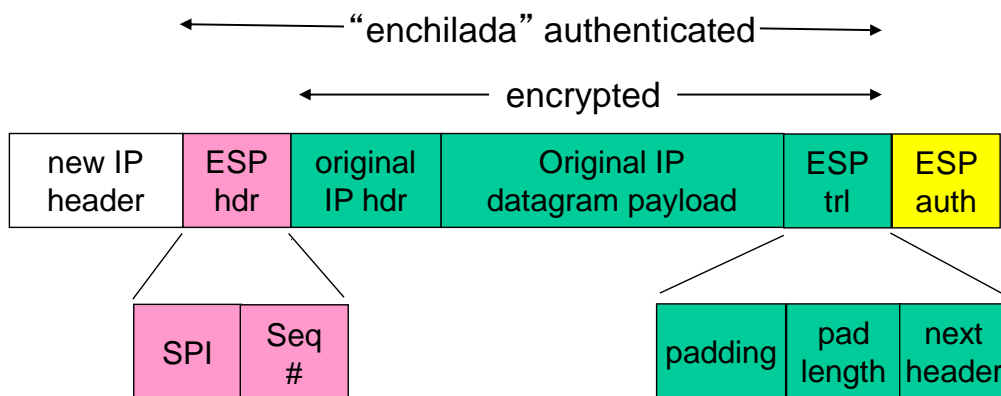 “enchilada” authenticated
encrypted
new IP
header
ESP
hdr
original
IP hdr
Original IP
datagram payload
ESP
trl
ESP
auth
SPI
Seq
#
padding
pad
length
next
header